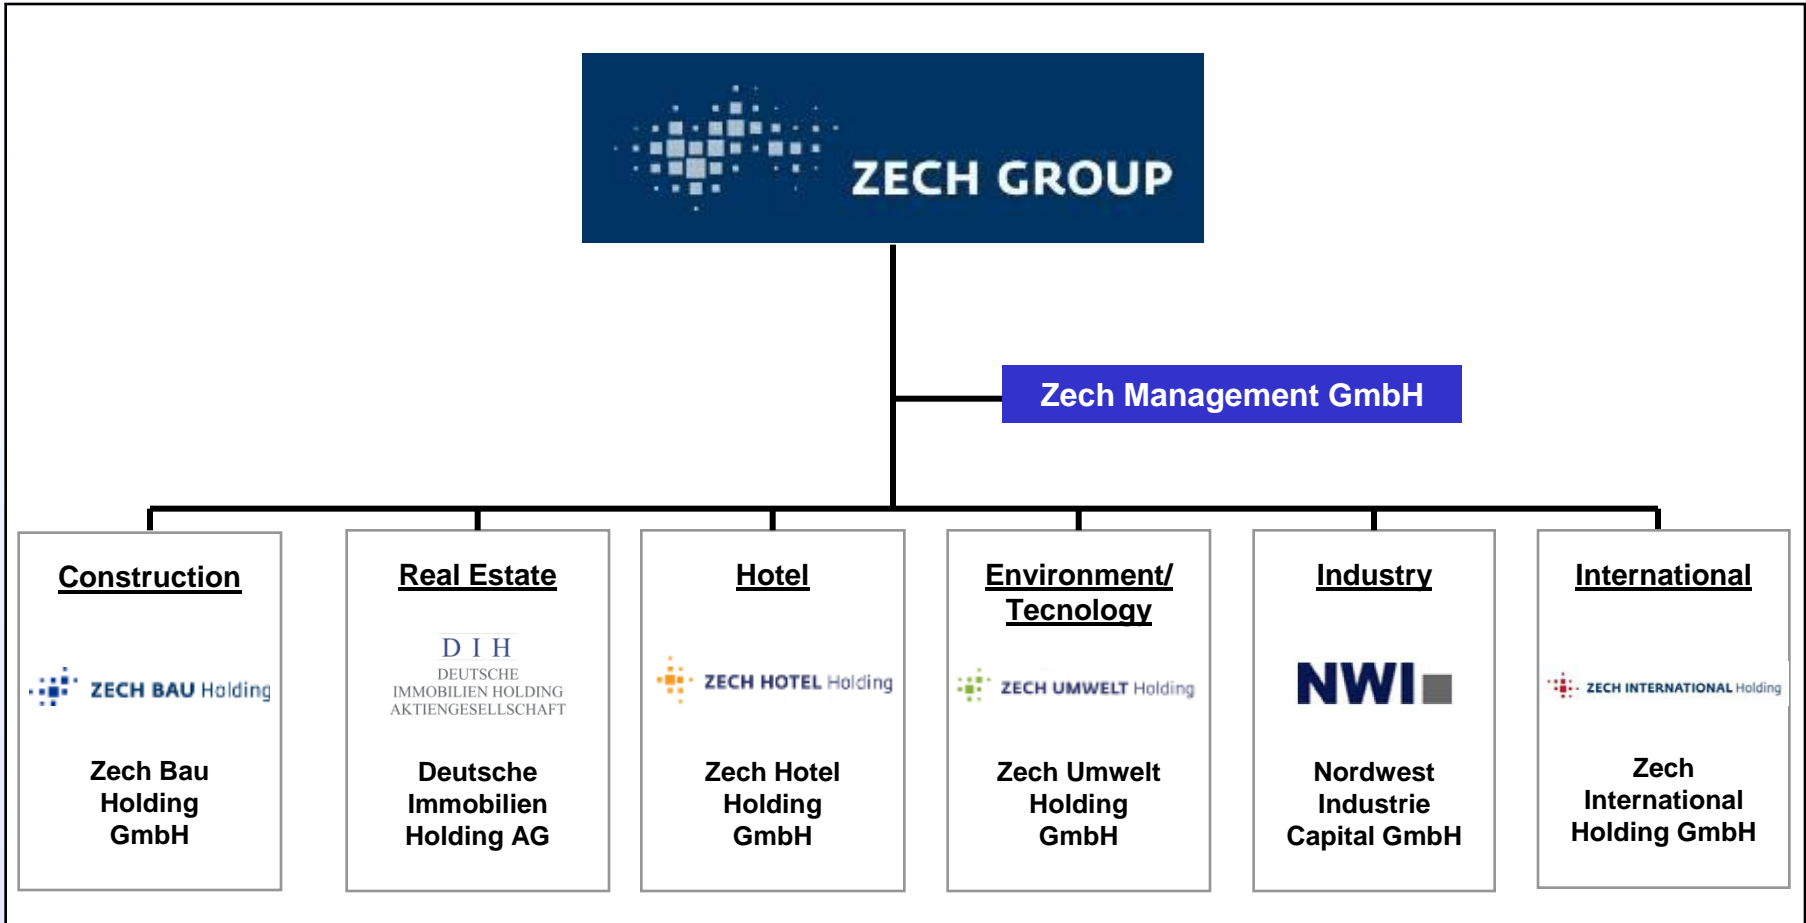 ZECH GROUP
Zech Management GmbH
Construction
ZECH BAU Holding
Zech Bau
Holding
GmbH
Real Estate
D I H
DEUTSCHE
IMMOBILIEN HOLDING
AKTIENGESELLSCHAFT
Deutsche
Immobilien
Holding AG
Hotel
ZECH HOTEL Holding
Zech Hotel
Holding
GmbH
Environment/
Tecnology
ZECH UMWELT Holding
Zech Umwelt
Holding
GmbH
Industry
NWI
Nordwest
Industrie
Capital GmbH
International
ZECH INTERNATIONAL Holding
Zech
International
Holding GmbH